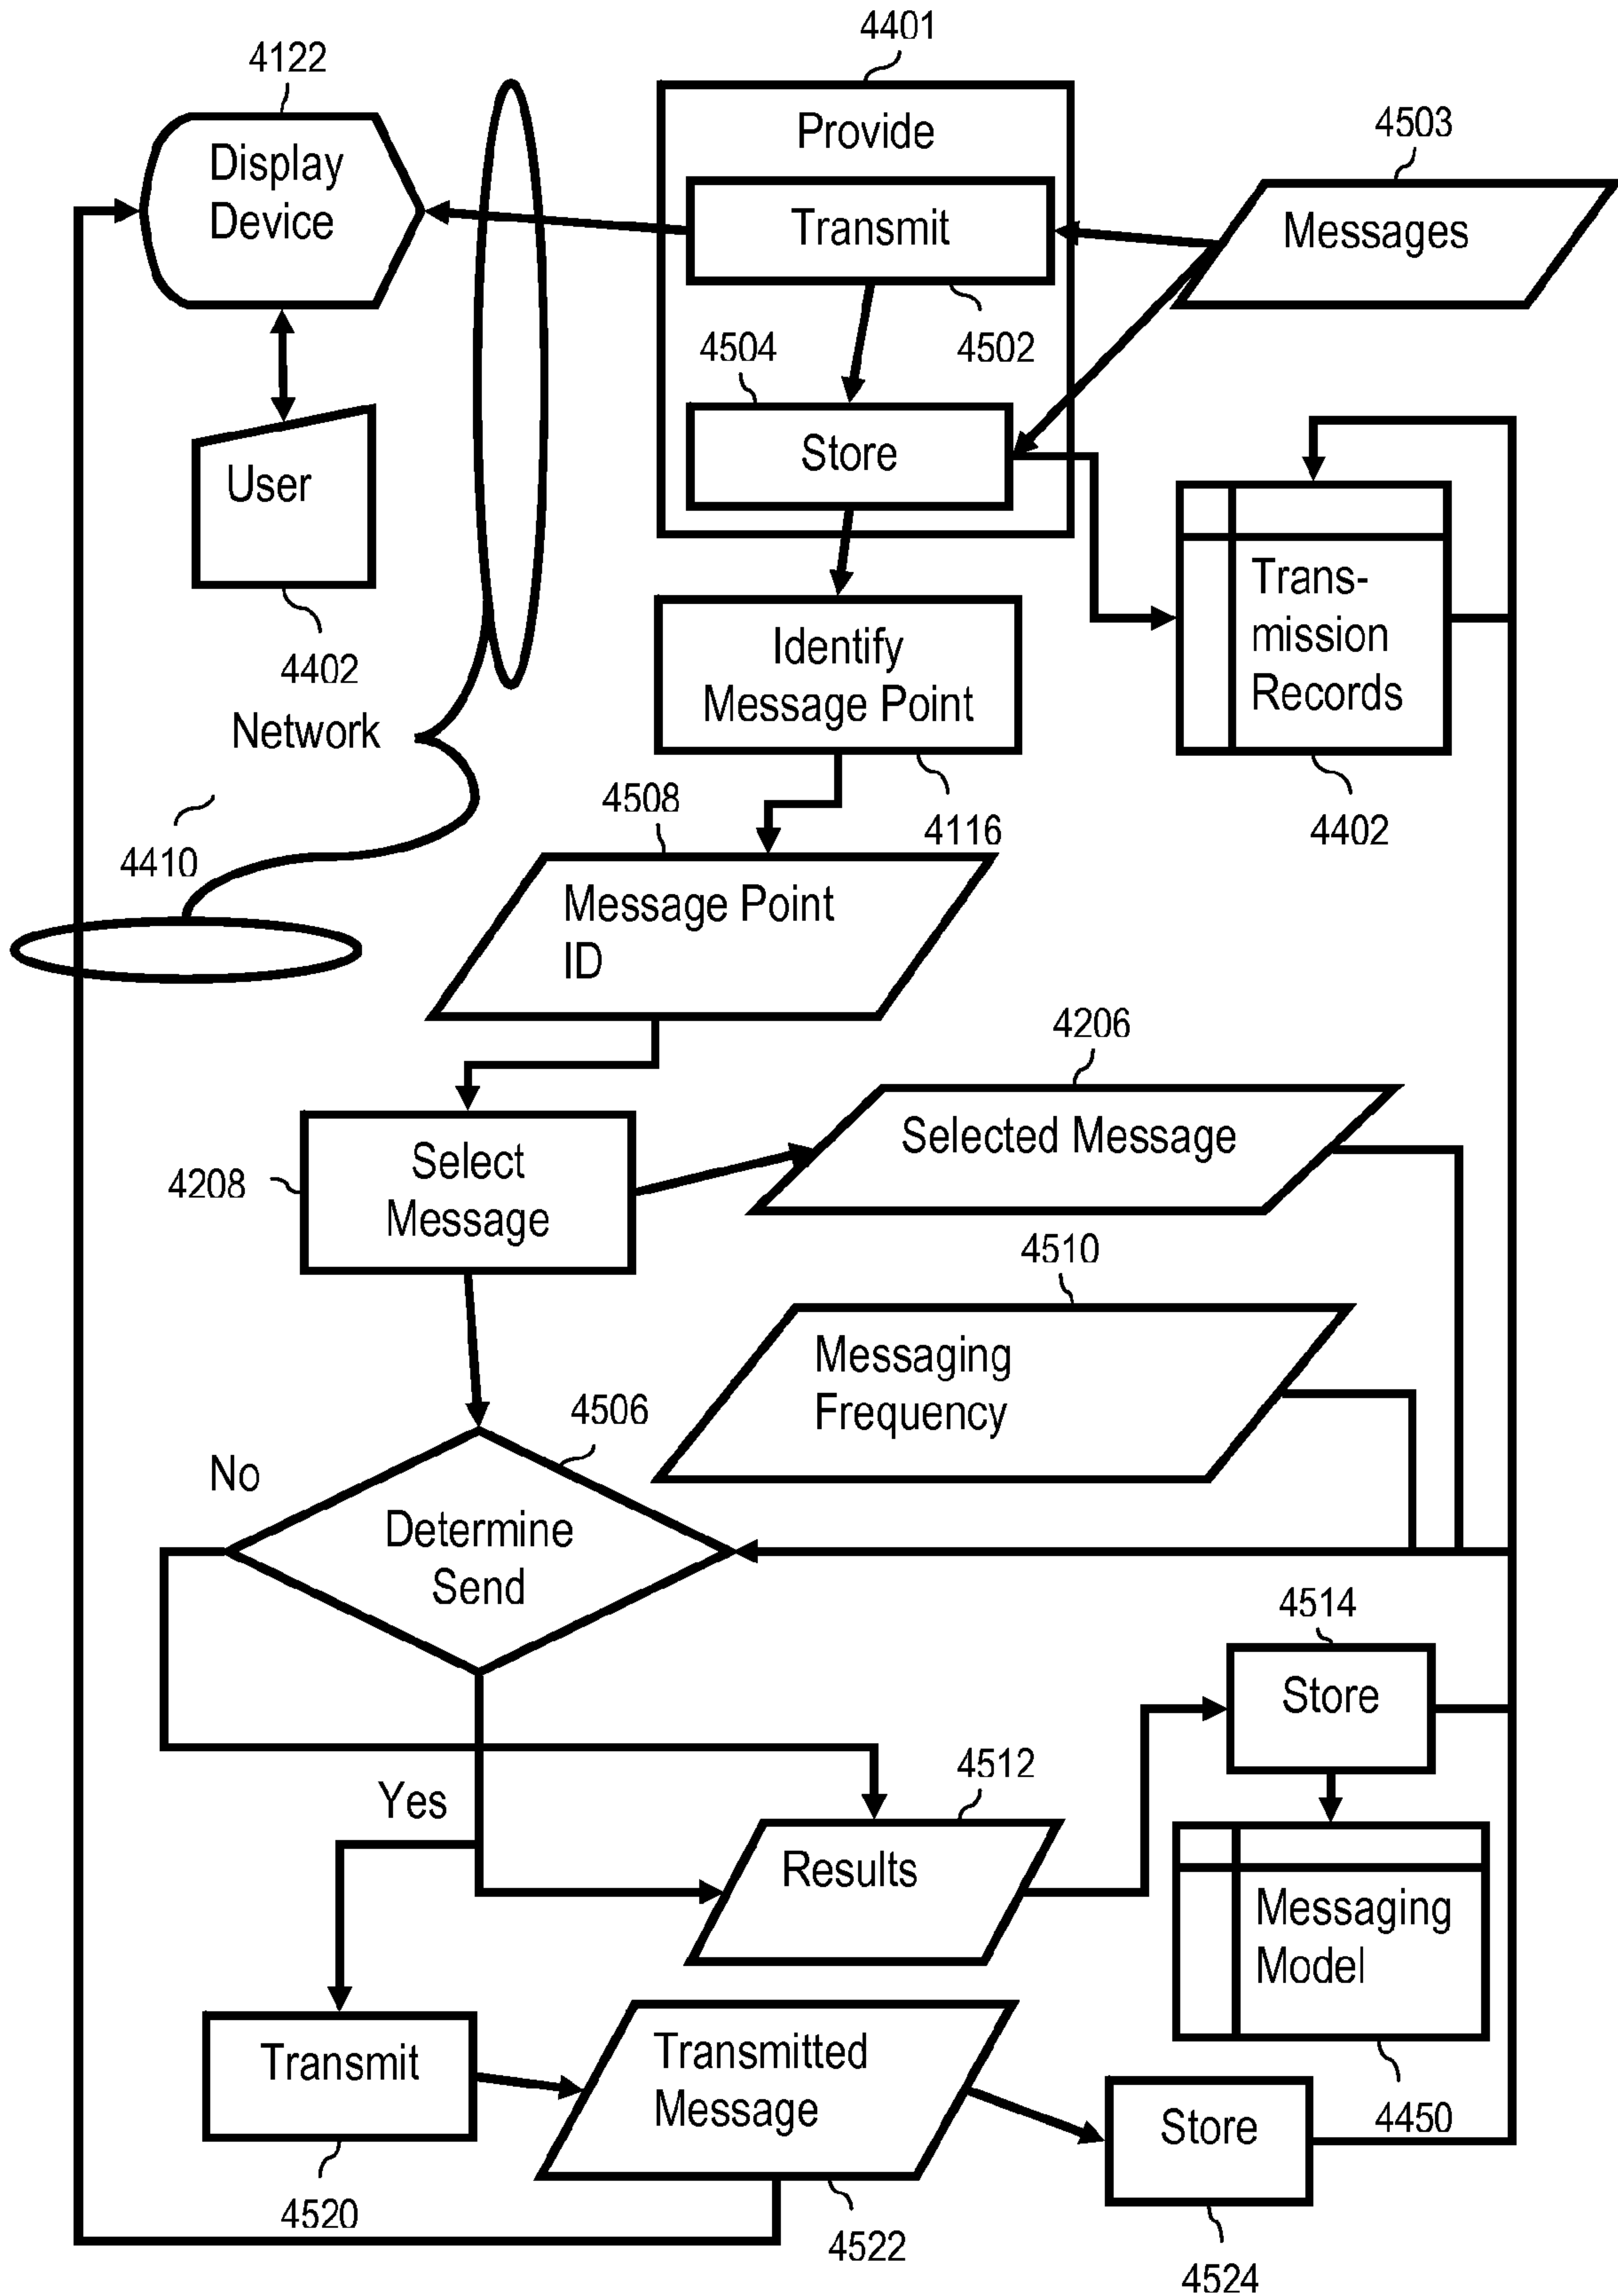 4401
4122
Provide
4503
Display
Device
Transmit
Messages
4504
4502
Store
User
Trans-
mission
Records
4402
Identify
Message Point
Network
4508
4116
4402
4410
Message Point
ID
4206
Selected Message
Select
Message
4208
4510
Messaging
Frequency
4506
No
Determine
Send
4514
Store
4512
Yes
Results
Messaging
Model
Transmit
Transmitted
Message
4450
Store
4520
4522
4524